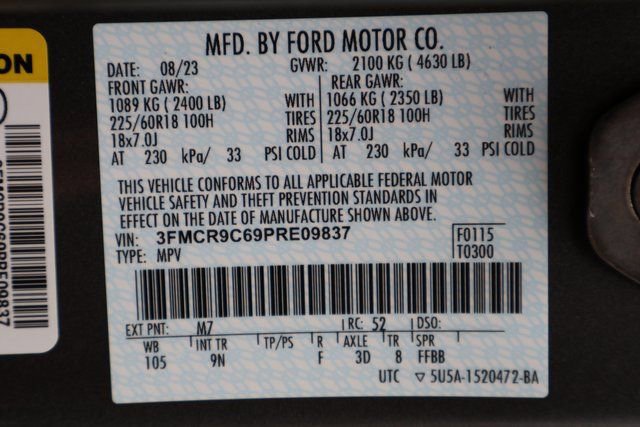 ON
MFD. BY FORD MOTOR CO.
DATE: 08/23 GVWR: 2100 KG ( 4630 LB)
FRONT GAWR: REAR GAWR:
1089 KG ( 2400 LB) WITH 1066 KG ( 2350 LB) WITH
225/60R18 100H TIRES 225/60R18 100H TIRES
18x7.0J RIMS 18x7.0J RIMS
AT 230 kPa/ 33 PSI COLD AT 230 kPa/ 33 PSI COLD
THIS VEHICLE CONFORMS TO ALL APPLICABLE FEDERAL MOTOR
VEHICLE SAFETY AND THEFT PREVENTION STANDARDS IN
EFFECT ON THE DATE OF MANUFACTURE SHOWN ABOVE.
VIN: 3FMCR9C69PRE09837 F0115
TYPE: MPV T0300
EXT PNT: M7 RC: 52 DSO:
WB INT TR TP/PS R AXLE TR SPR
105 9N F 3D 8 FFBB
UTC ▽ 5U5A-1520472-BA